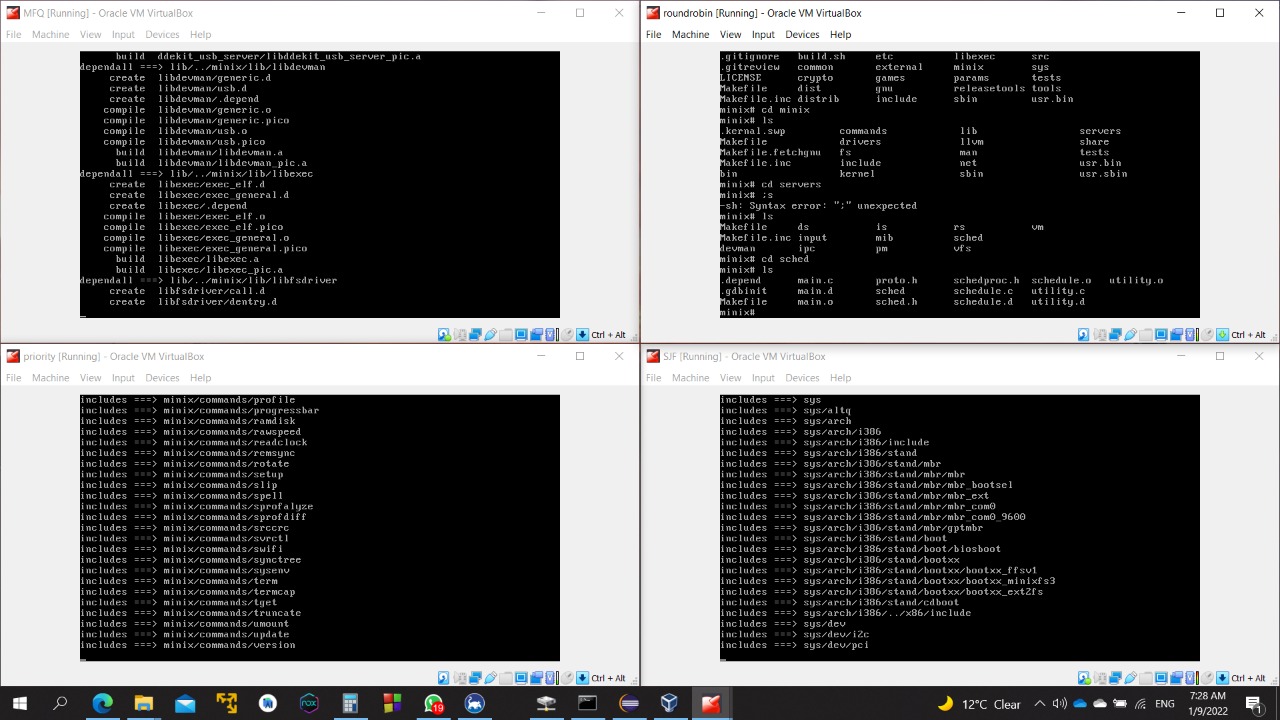 MFQ [Running] - Oracle VM VirtualBox
File Machine View Input Devices Help
build ddekit_usb_server/libddekit_usb_server_pic.a
dependall ===> lib/../minix/lib/libdevman
create libdevman/generic.d
create libdevman/usb.d
create libdevman/.depend
compile libdevman/generic.o
compile libdevman/generic.pico
compile libdevman/usb.o
compile libdevman/usb.pico
build libdevman/libdevman.a
build libdevman/libdevman_pic.a
dependall ===> lib/../minix/lib/libexec
create libexec/exec_elf.d
create libexec/exec_general.d
create libexec/.depend
compile libexec/exec_elf.o
compile libexec/exec_elf.pico
compile libexec/exec_general.o
compile libexec/exec_general.pico
build libexec/libexec.a
build libexec/libexec_pic.a
dependall ===> lib/../minix/lib/libfsdriver
create libfsdriver/call.d
create libfsdriver/dentry.d
Ctrl + Alt
roundrobin [Running] - Oracle VM VirtualBox
File Machine View Input Devices Help
.gitignore build.sh etc libexec src
.gitreview common external minix sys
LICENSE crypto games params tests
Makefile dist gnu releasetools tools
Makefile.inc distrib include sbin usr.bin
minix# cd minix
minix# ls
.kernal.swp commands lib servers
Makefile drivers llvm share
Makefile.fetchgnu fs man tests
Makefile.inc include net usr.bin
bin kernel sbin usr.sbin
minix# cd servers
minix# ;s
-sh: Syntax error: ";" unexpected
minix# ls
Makefile ds is rs vm
Makefile.inc input mib sched
devman ipc pm vfs
minix# cd sched
minix# ls
.depend main.c proto.h schedproc.h schedule.o utility.o
.gdbinit main.d sched schedule.c utility.c
Makefile main.o sched.h schedule.d utility.d
minix#
Ctrl + Alt
priority [Running] - Oracle VM VirtualBox
File Machine View Input Devices Help
includes ===> minix/commands/profile
includes ===> minix/commands/progressbar
includes ===> minix/commands/ramdisk
includes ===> minix/commands/rawspeed
includes ===> minix/commands/readclock
includes ===> minix/commands/remsync
includes ===> minix/commands/rotate
includes ===> minix/commands/setup
includes ===> minix/commands/slip
includes ===> minix/commands/spell
includes ===> minix/commands/sprofalyze
includes ===> minix/commands/sprofdiff
includes ===> minix/commands/srccrc
includes ===> minix/commands/svrctl
includes ===> minix/commands/swifi
includes ===> minix/commands/synctree
includes ===> minix/commands/sysenv
includes ===> minix/commands/term
includes ===> minix/commands/termcap
includes ===> minix/commands/tget
includes ===> minix/commands/truncate
includes ===> minix/commands/umount
includes ===> minix/commands/update
includes ===> minix/commands/version
Ctrl + Alt
SJF [Running] - Oracle VM VirtualBox
File Machine View Input Devices Help
includes ===> sys
includes ===> sys/altq
includes ===> sys/arch
includes ===> sys/arch/i386
includes ===> sys/arch/i386/include
includes ===> sys/arch/i386/stand
includes ===> sys/arch/i386/stand/mbr
includes ===> sys/arch/i386/stand/mbr/mbr
includes ===> sys/arch/i386/stand/mbr/mbr_bootsel
includes ===> sys/arch/i386/stand/mbr/mbr_ext
includes ===> sys/arch/i386/stand/mbr/mbr_com0
includes ===> sys/arch/i386/stand/mbr/mbr_com0_9600
includes ===> sys/arch/i386/stand/mbr/gptmbr
includes ===> sys/arch/i386/stand/boot
includes ===> sys/arch/i386/stand/boot/biosboot
includes ===> sys/arch/i386/stand/bootxx
includes ===> sys/arch/i386/stand/bootxx/bootxx_ffsv1
includes ===> sys/arch/i386/stand/bootxx/bootxx_minixfs3
includes ===> sys/arch/i386/stand/bootxx/bootxx_ext2fs
includes ===> sys/arch/i386/stand/cdboot
includes ===> sys/arch/i386/../x86/include
includes ===> sys/dev
includes ===> sys/dev/i2c
includes ===> sys/dev/pci
Ctrl + Alt
rox
19
12°C Clear
ENG
7:28 AM
1/9/2022
1